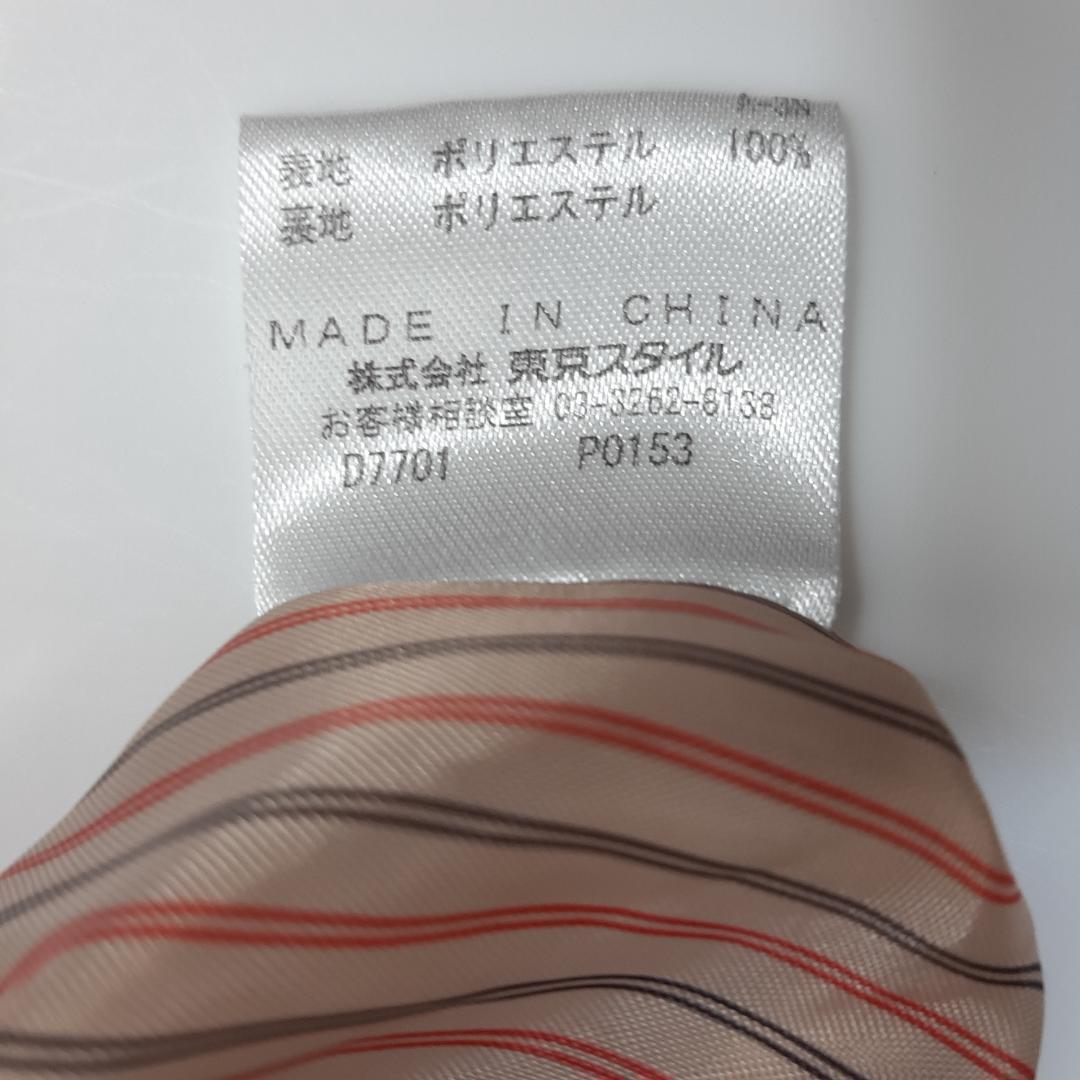 表地 ポリエステル 100%
裏地 ポリエステル
MADE IN CHINA
株式会社 東京スタイル
お客様相談室 03-3262-6138
D7701 P0153